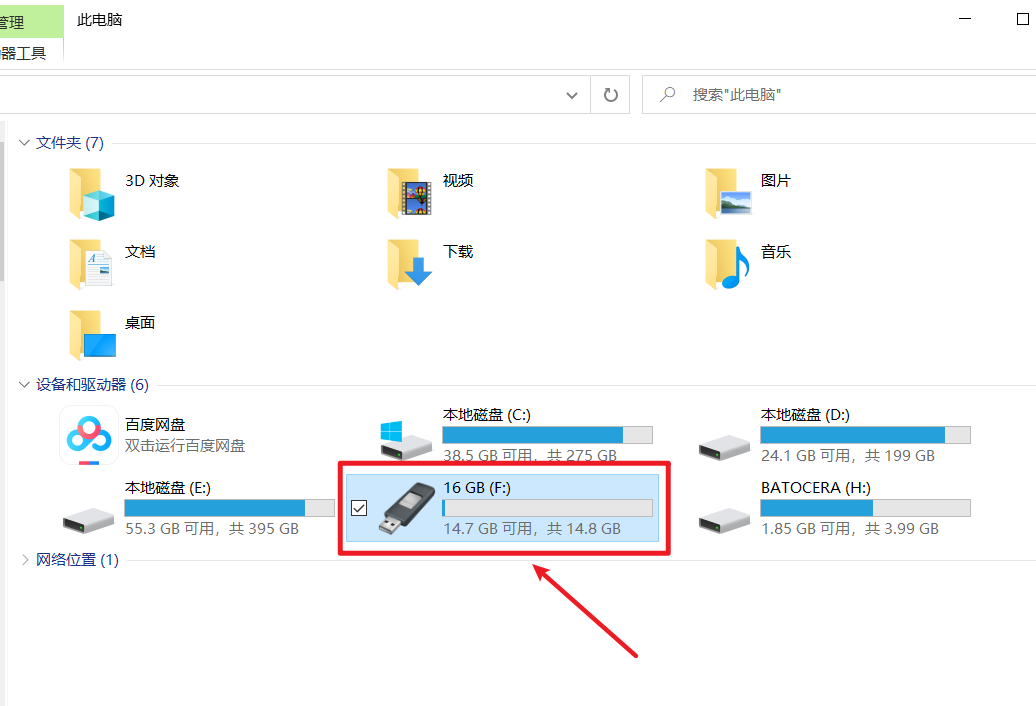 管理
此电脑
器工具
搜索"此电脑"
文件夹 (7)
3D 对象
视频
图片
文档
下载
音乐
桌面
设备和驱动器 (6)
百度网盘
双击运行百度网盘
本地磁盘 (C:)
38.5 GB 可用，共 275 GB
本地磁盘 (D:)
24.1 GB 可用，共 199 GB
本地磁盘 (E:)
55.3 GB 可用，共 395 GB
16 GB (F:)
14.7 GB 可用，共 14.8 GB
BATOCERA (H:)
1.85 GB 可用，共 3.99 GB
网络位置 (1)